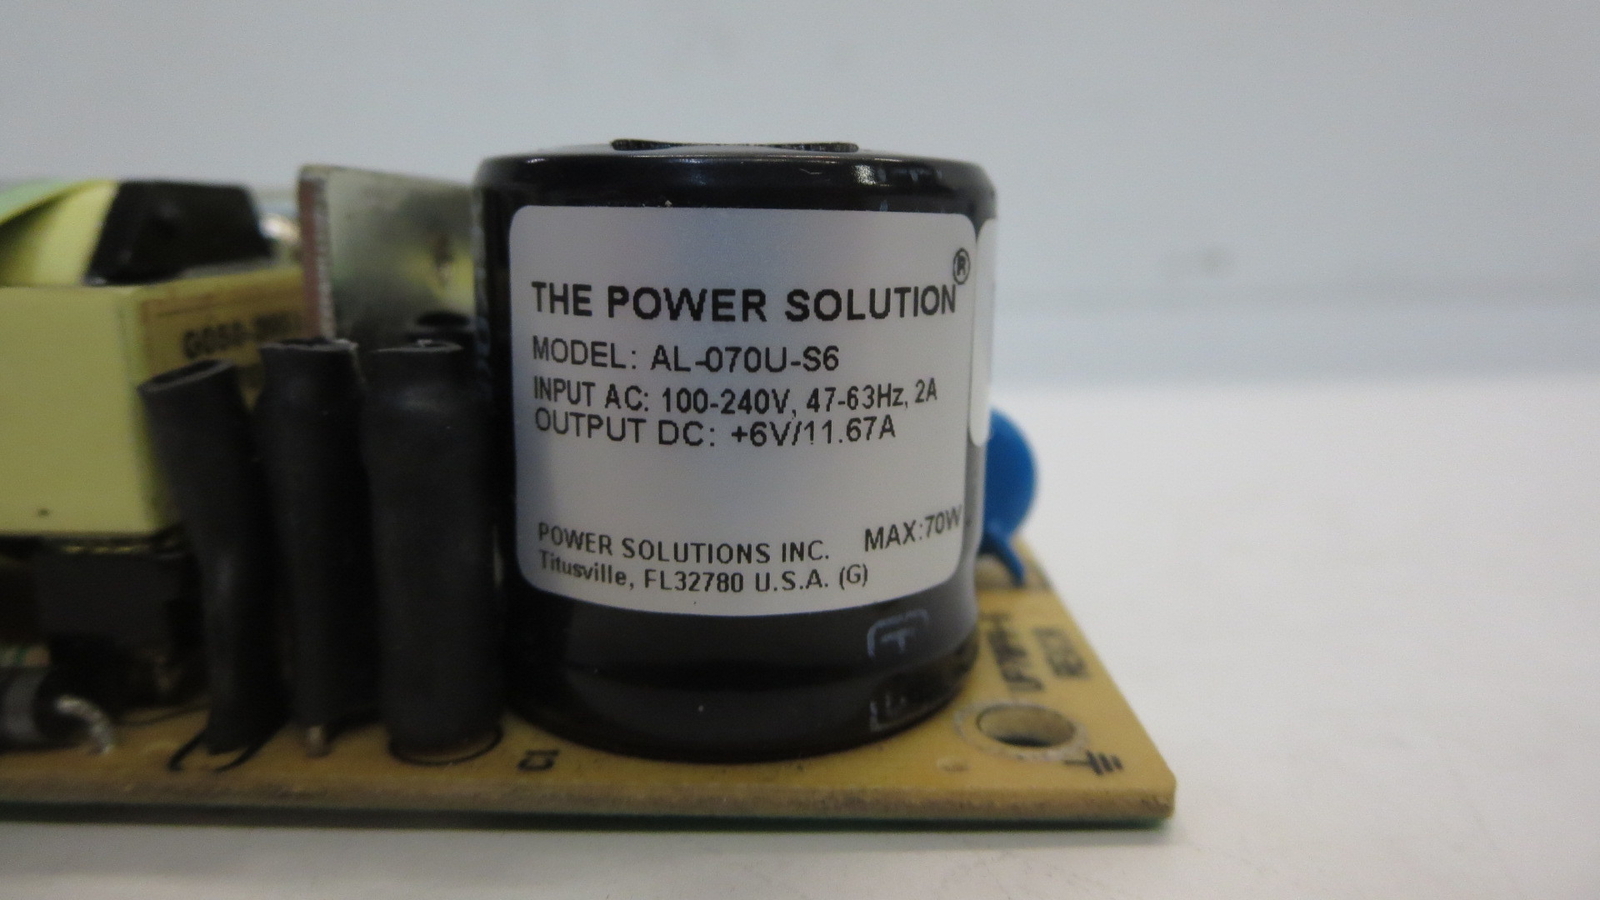 THE POWER SOLUTION®
MODEL: AL-070U-S6
INPUT AC: 100-240V, 47-63Hz, 2A
OUTPUT DC: +6V/11.67A
MAX:70W
POWER SOLUTIONS INC.
Titusville, FL32780 U.S.A. (G)
C1